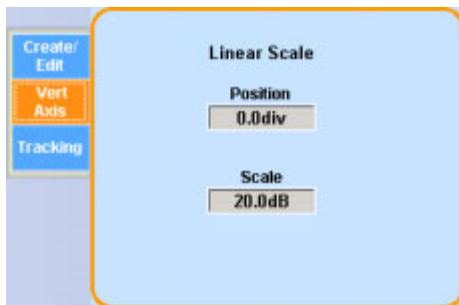 Create/
Edit
Vert
Axis
Tracking
Linear Scale
Position
0.0div
Scale
20.0dB